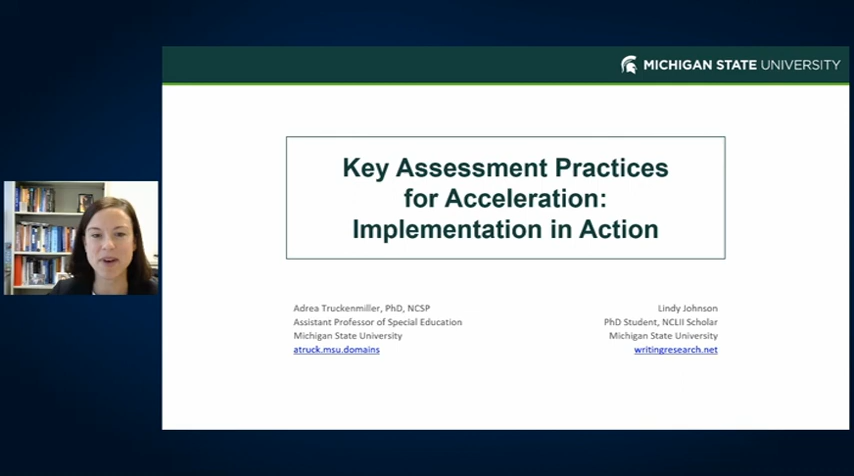 MICHIGAN STATE UNIVERSITY
Key Assessment Practices
for Acceleration:
Implementation in Action
Adrea Truckenmiller, PhD, NCSP
Assistant Professor of Special Education
Michigan State University
atruck.msu.domains
Lindy Johnson
PhD Student, NCLII Scholar
Michigan State University
writingresearch.net